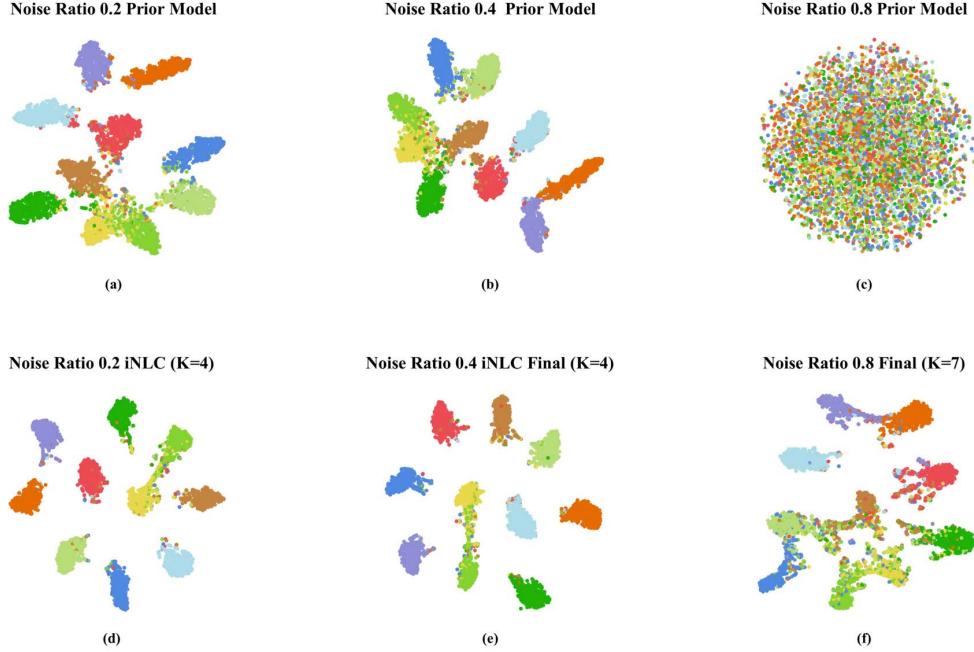 Noise Ratio 0.2 Prior Model
Noise Ratio 0.4 Prior Model
Noise Ratio 0.8 Prior Model
(a)
(b)
(c)
Noise Ratio 0.2 iNLC (K=4)
Noise Ratio 0.4 iNLC Final (K=4)
Noise Ratio 0.8 Final (K=7)
(d)
(e)
(f)